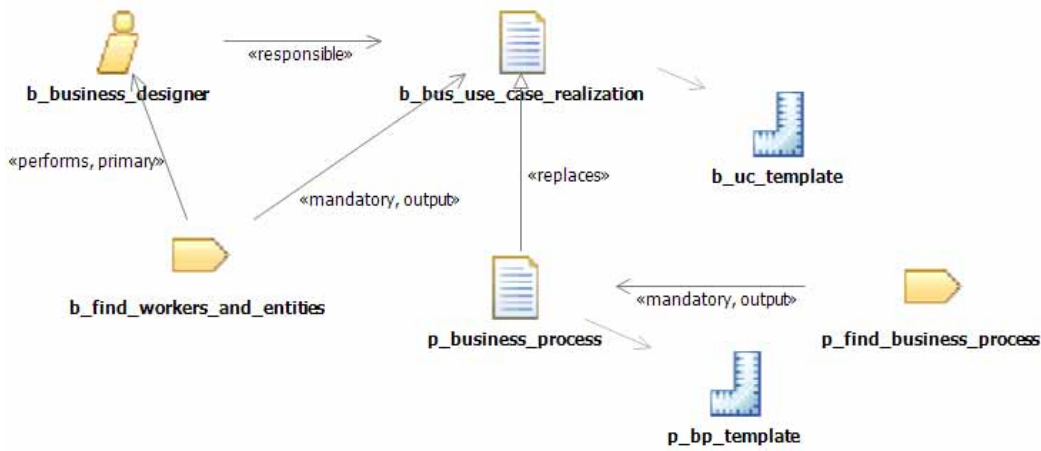 «responsible»
b_business_designer
b_bus_use_case_realization
«performs, primary»
«replaces»
b_uc_template
«mandatory, output»
b_find_workers_and_entities
«mandatory, output»
p_business_process
p_find_business_process
p_bp_template